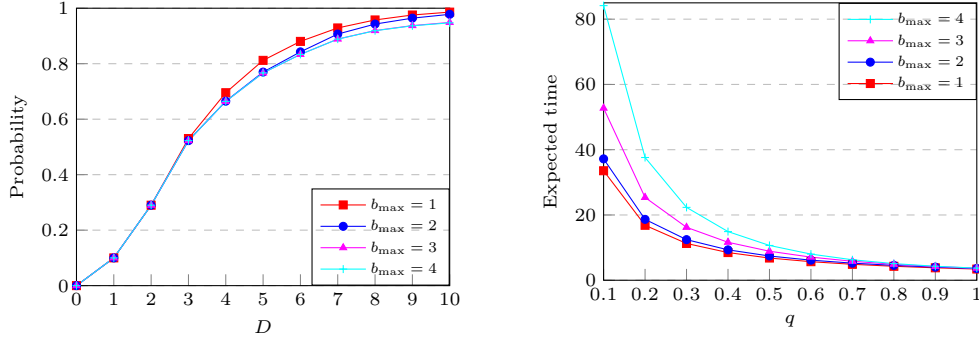 1
0.8
0.6
0.4
0.2
0
Probability
0 1 2 3 4 5 6 7 8 9 10
D
b_max = 1
b_max = 2
b_max = 3
b_max = 4
80
60
40
20
0
Expected time
0.1 0.2 0.3 0.4 0.5 0.6 0.7 0.8 0.9 1
q
b_max = 4
b_max = 3
b_max = 2
b_max = 1